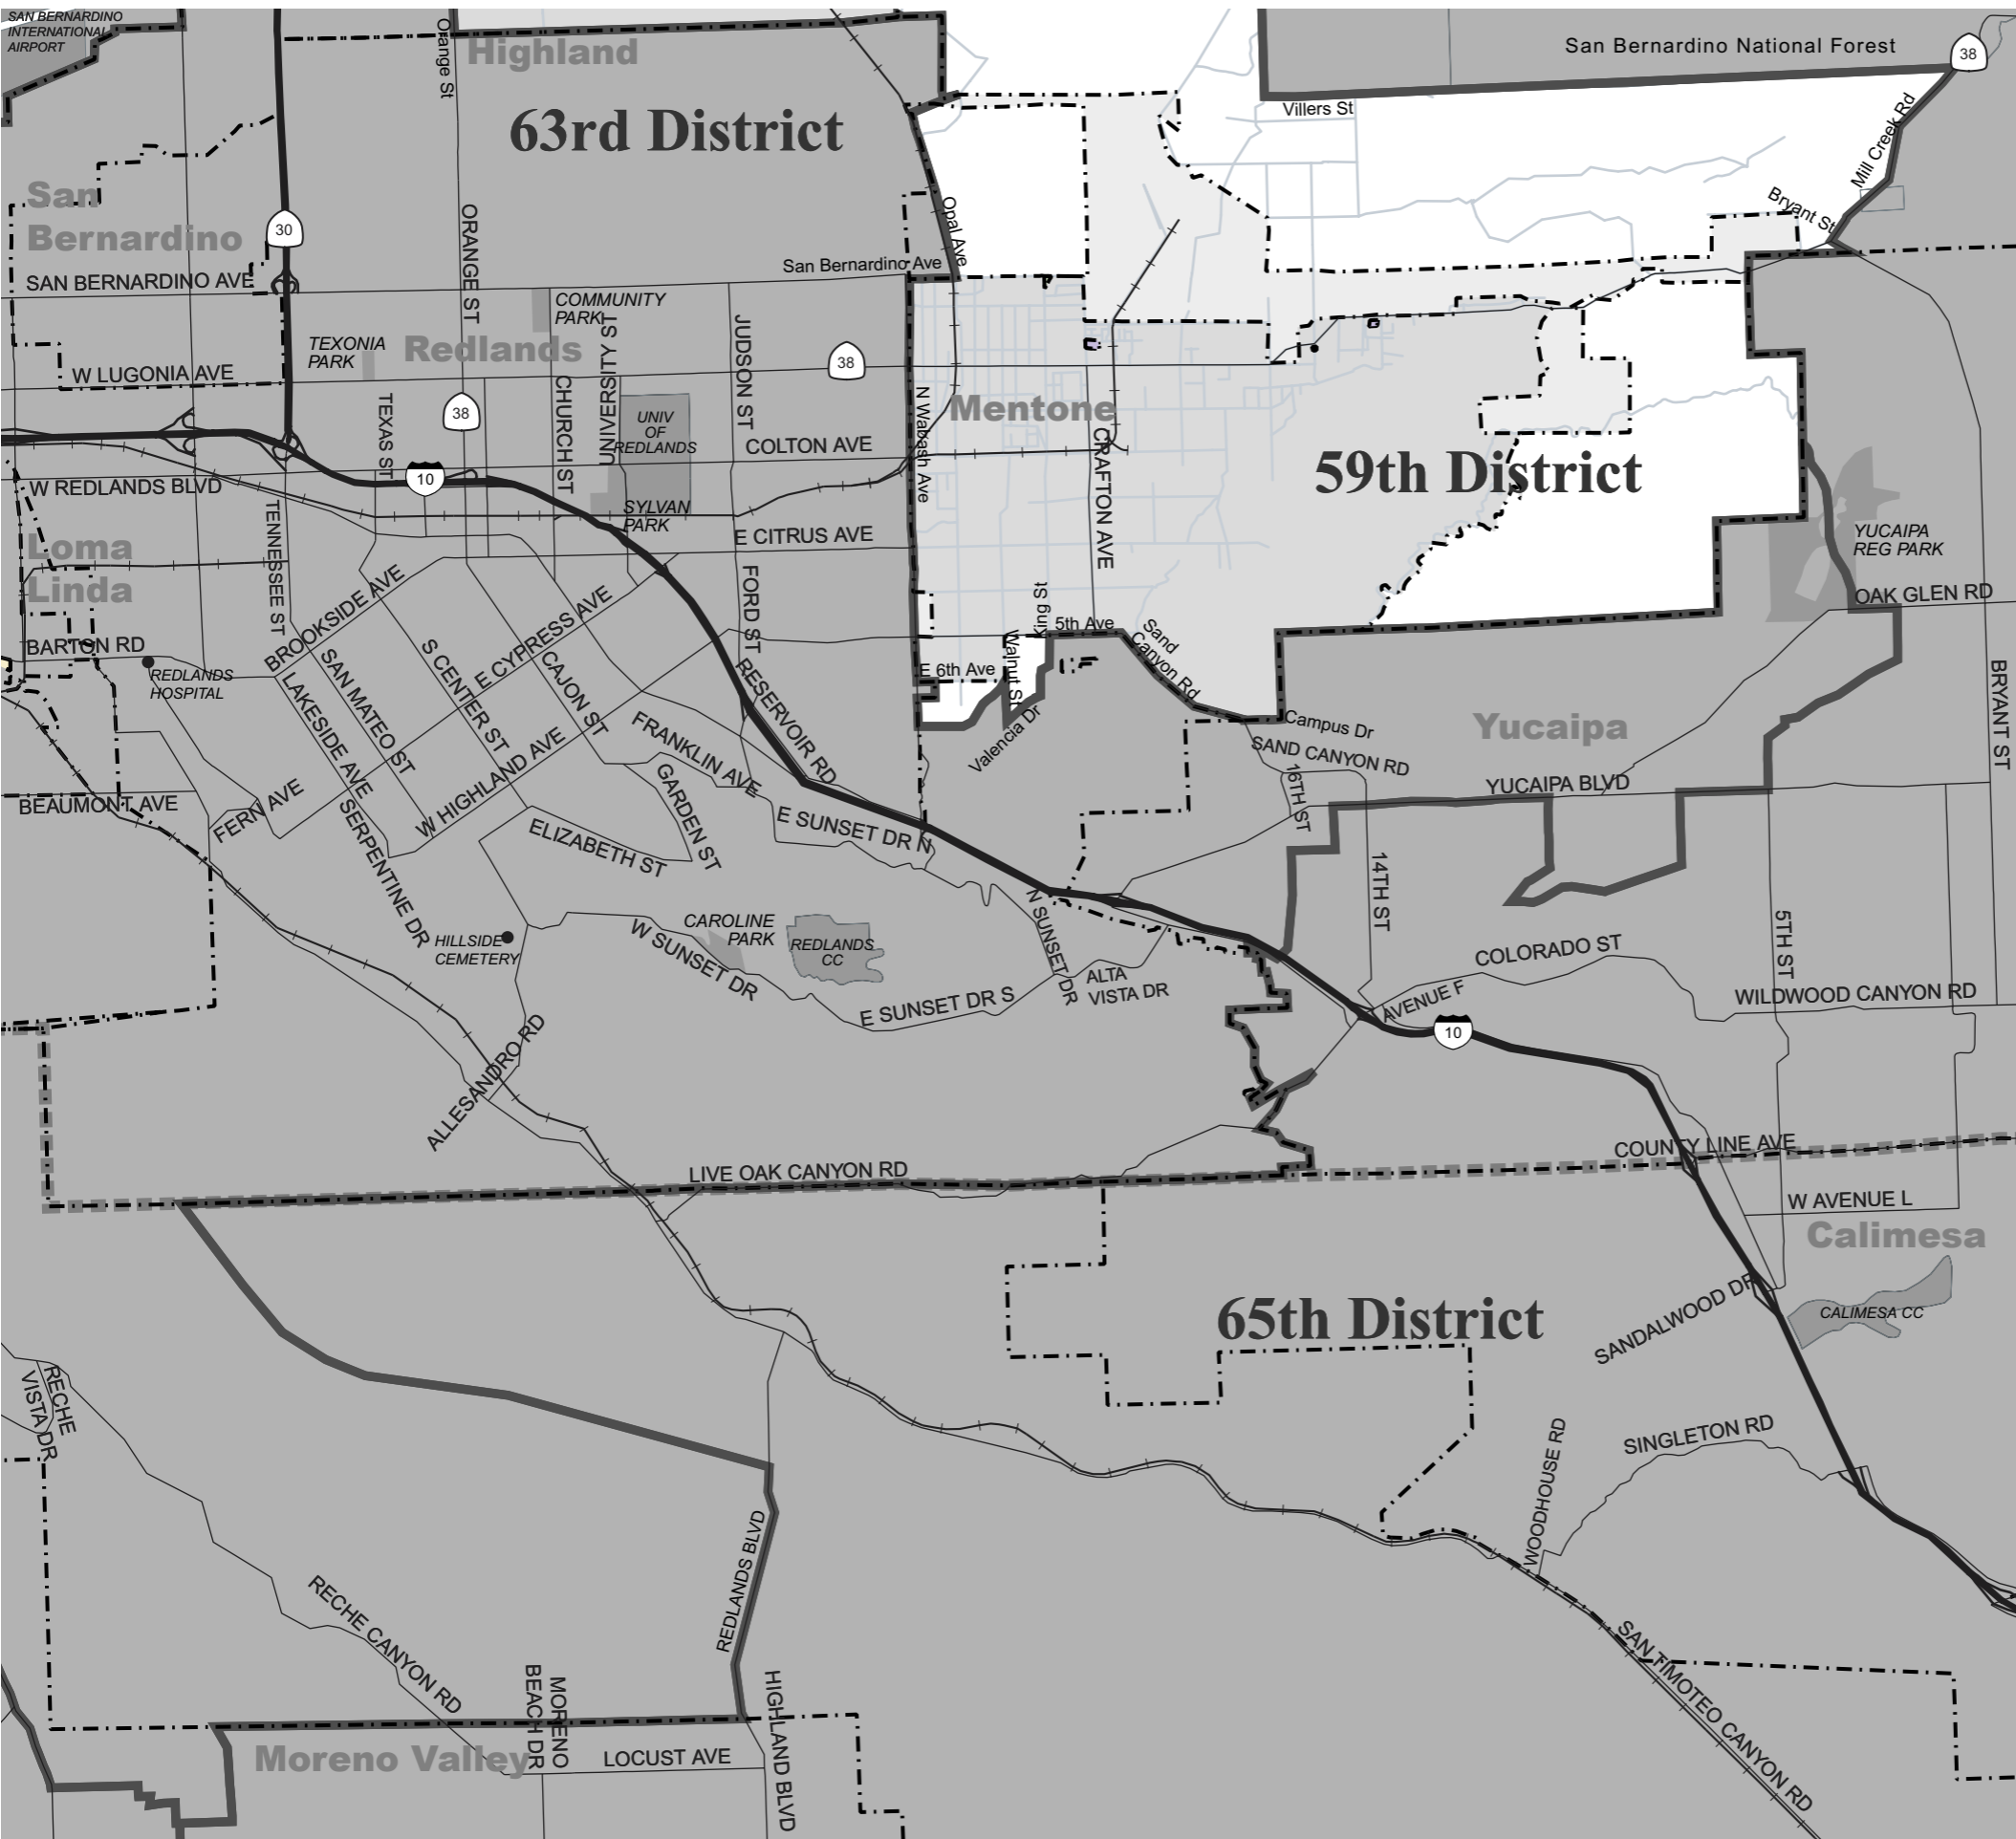 SAN BERNARDINO
INTERNATIONAL
AIRPORT
Orange St
Highland
63rd District
San Bernardino National Forest
38
Villers St
Mill Creek Rd
Bryant St
San
Bernardino
30
ORANGE ST
Opal Ave
San Bernardino Ave
SAN BERNARDINO AVE
COMMUNITY
PARK
TEXONIA
PARK
Redlands
UNIVERSITY ST
JUDSON ST
38
W LUGONIA AVE
TEXAS ST
38
CHURCH ST
UNIV
OF
REDLANDS
N Wabash Ave
Mentone
CRAFTON AVE
COLTON AVE
59th District
10
W REDLANDS BLVD
SYLVAN
PARK
TENNESSEE ST
E CITRUS AVE
YUCAIPA
REG PARK
Loma
Linda
OAK GLEN RD
BROOKSIDE AVE
E CYPRESS AVE
FORD ST
King St
5th Ave
Sand
Canyon Rd
BARTON RD
REDLANDS
HOSPITAL
LAKESIDE AVE
SAN MATEO ST
S CENTER ST
CAJON ST
RESERVOIR RD
E 6th Ave
Walnut St
Valencia Dr
Campus Dr
Yucaipa
BRYANT ST
SAND CANYON RD
16TH ST
YUCAIPA BLVD
FRANKLIN AVE
W HIGHLAND AVE
GARDEN ST
BEAUMONT AVE
FERN AVE
SERPENTINE DR
ELIZABETH ST
E SUNSET DR N
14TH ST
N SUNSET DR
CAROLINE
PARK
REDLANDS
CC
HILLSIDE
CEMETERY
W SUNSET DR
5TH ST
COLORADO ST
ALTA
VISTA DR
E SUNSET DR S
AVENUE F
WILDWOOD CANYON RD
10
ALLESANDRO RD
COUNTY LINE AVE
LIVE OAK CANYON RD
W AVENUE L
Calimesa
65th District
SANDALWOOD DR
CALIMESA CC
RECHE
VISTA DR
WOODHOUSE RD
SINGLETON RD
REDLANDS BLVD
RECHE CANYON RD
SAN TIMOTEO CANYON RD
MORENO
BEACH DR
HIGHLAND BLVD
Moreno Valley
LOCUST AVE